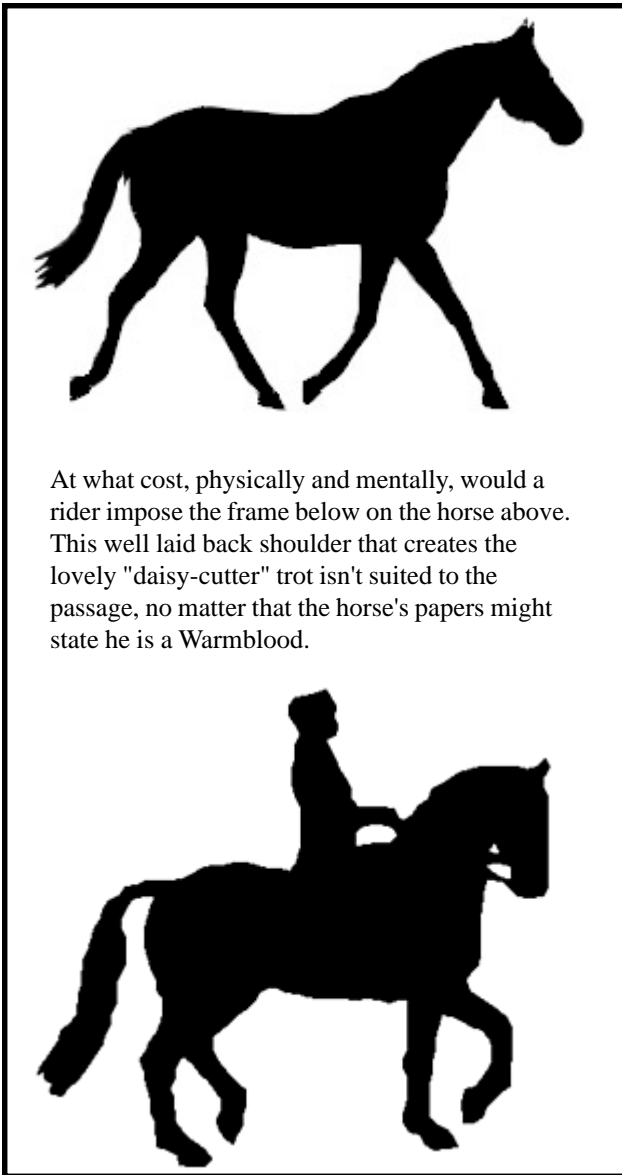 At what cost, physically and mentally, would a
rider impose the frame below on the horse above.
This well laid back shoulder that creates the
lovely "daisy-cutter" trot isn't suited to the
passage, no matter that the horse's papers might
state he is a Warmblood.